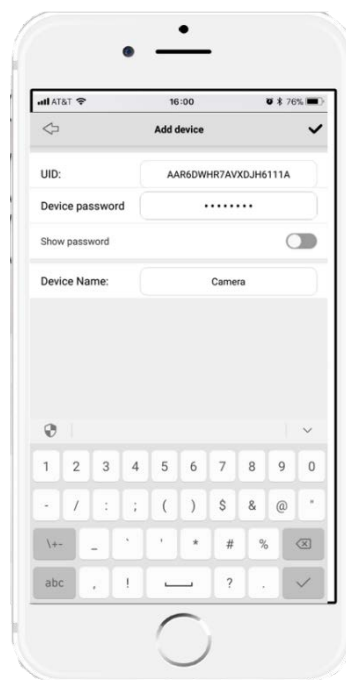 AT&T 16:00 76%
Add device
UID: AAR6DWHR7AVXDJH6111A
Device password ••••••••
Show password
Device Name: Camera
1 2 3 4 5 6 7 8 9 0
- / : ; ( ) $ & @ "
\+- _ ` ' * # %
abc , ! ? .